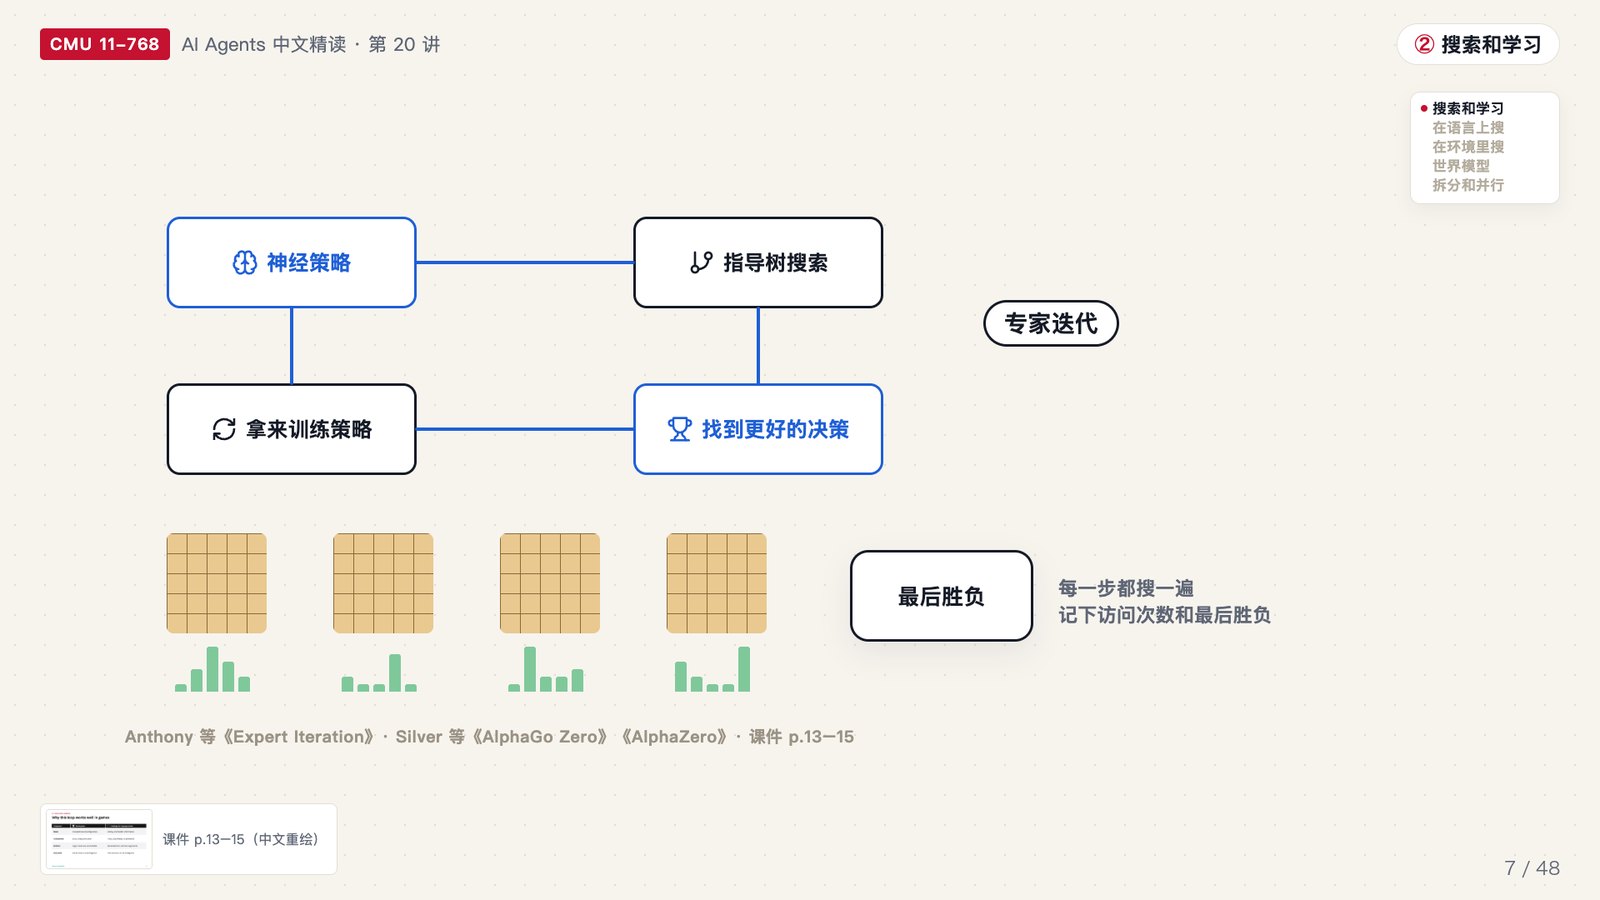 CMU 11-768
AI Agents 中文精读 · 第 20 讲
② 搜索和学习
搜索和学习
在语言上搜
在环境里搜
世界模型
拆分和并行
神经策略
指导树搜索
专家迭代
拿来训练策略
找到更好的决策
最后胜负
每一步都搜一遍
记下访问次数和最后胜负
Anthony 等《Expert Iteration》 · Silver 等《AlphaGo Zero》《AlphaZero》 · 课件 p.13–15
课件 p.13–15（中文重绘）
7 / 48